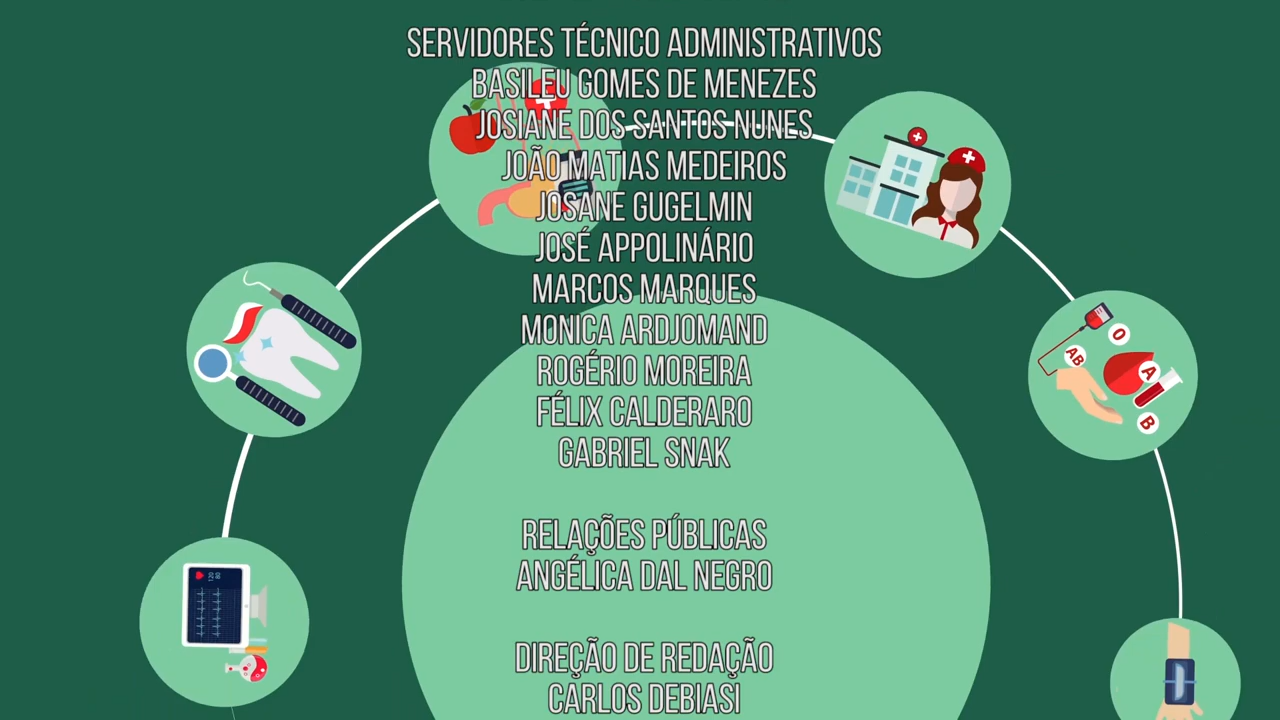 SERVIDORES TÉCNICO ADMINISTRATIVOS
BASILEU GOMES DE MENEZES
JOSIANE DOS SANTOS NUNES
JOÃO MATIAS MEDEIROS
JOSANE GUGELMIN
JOSÉ APPOLINÁRIO
MARCOS MARQUES
MONICA ARDJOMAND
ROGÉRIO MOREIRA
FÉLIX CALDERARO
GABRIEL SNAK
RELAÇÕES PÚBLICAS
ANGÉLICA DAL NEGRO
DIREÇÃO DE REDAÇÃO
CARLOS DEBIASI
O
AB
A
B
120
80